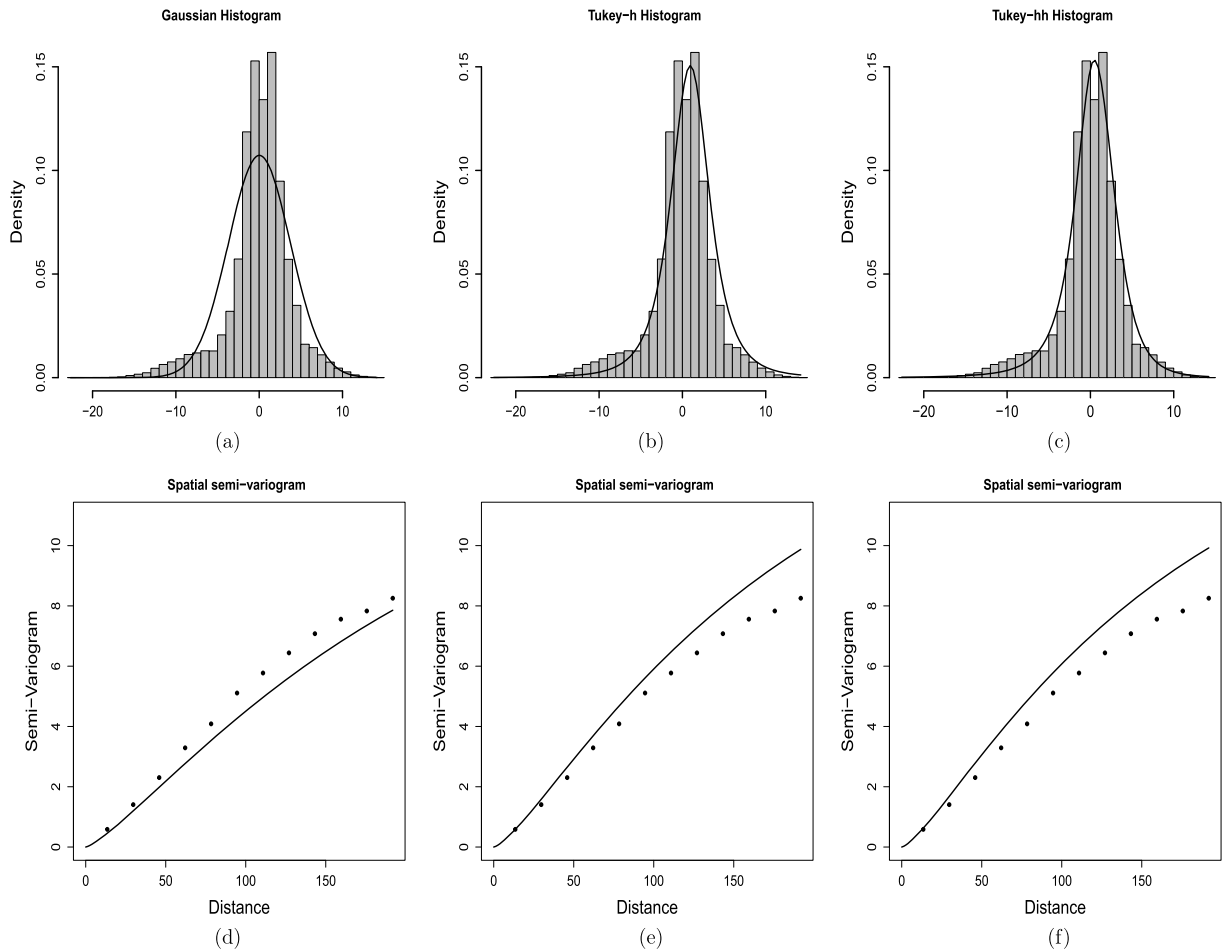 Gaussian Histogram
Density
0.00
0.05
0.10
0.15
−20
−10
0
10
(a)
Tukey−h Histogram
Density
0.00
0.05
0.10
0.15
−20
−10
0
10
(b)
Tukey−hh Histogram
Density
0.00
0.05
0.10
0.15
−20
−10
0
10
(c)
Spatial semi−variogram
Semi−Variogram
0
2
4
6
8
10
0
50
100
150
Distance
(d)
Spatial semi−variogram
Semi−Variogram
0
2
4
6
8
10
0
50
100
150
Distance
(e)
Spatial semi−variogram
Semi−Variogram
0
2
4
6
8
10
0
50
100
150
Distance
(f)